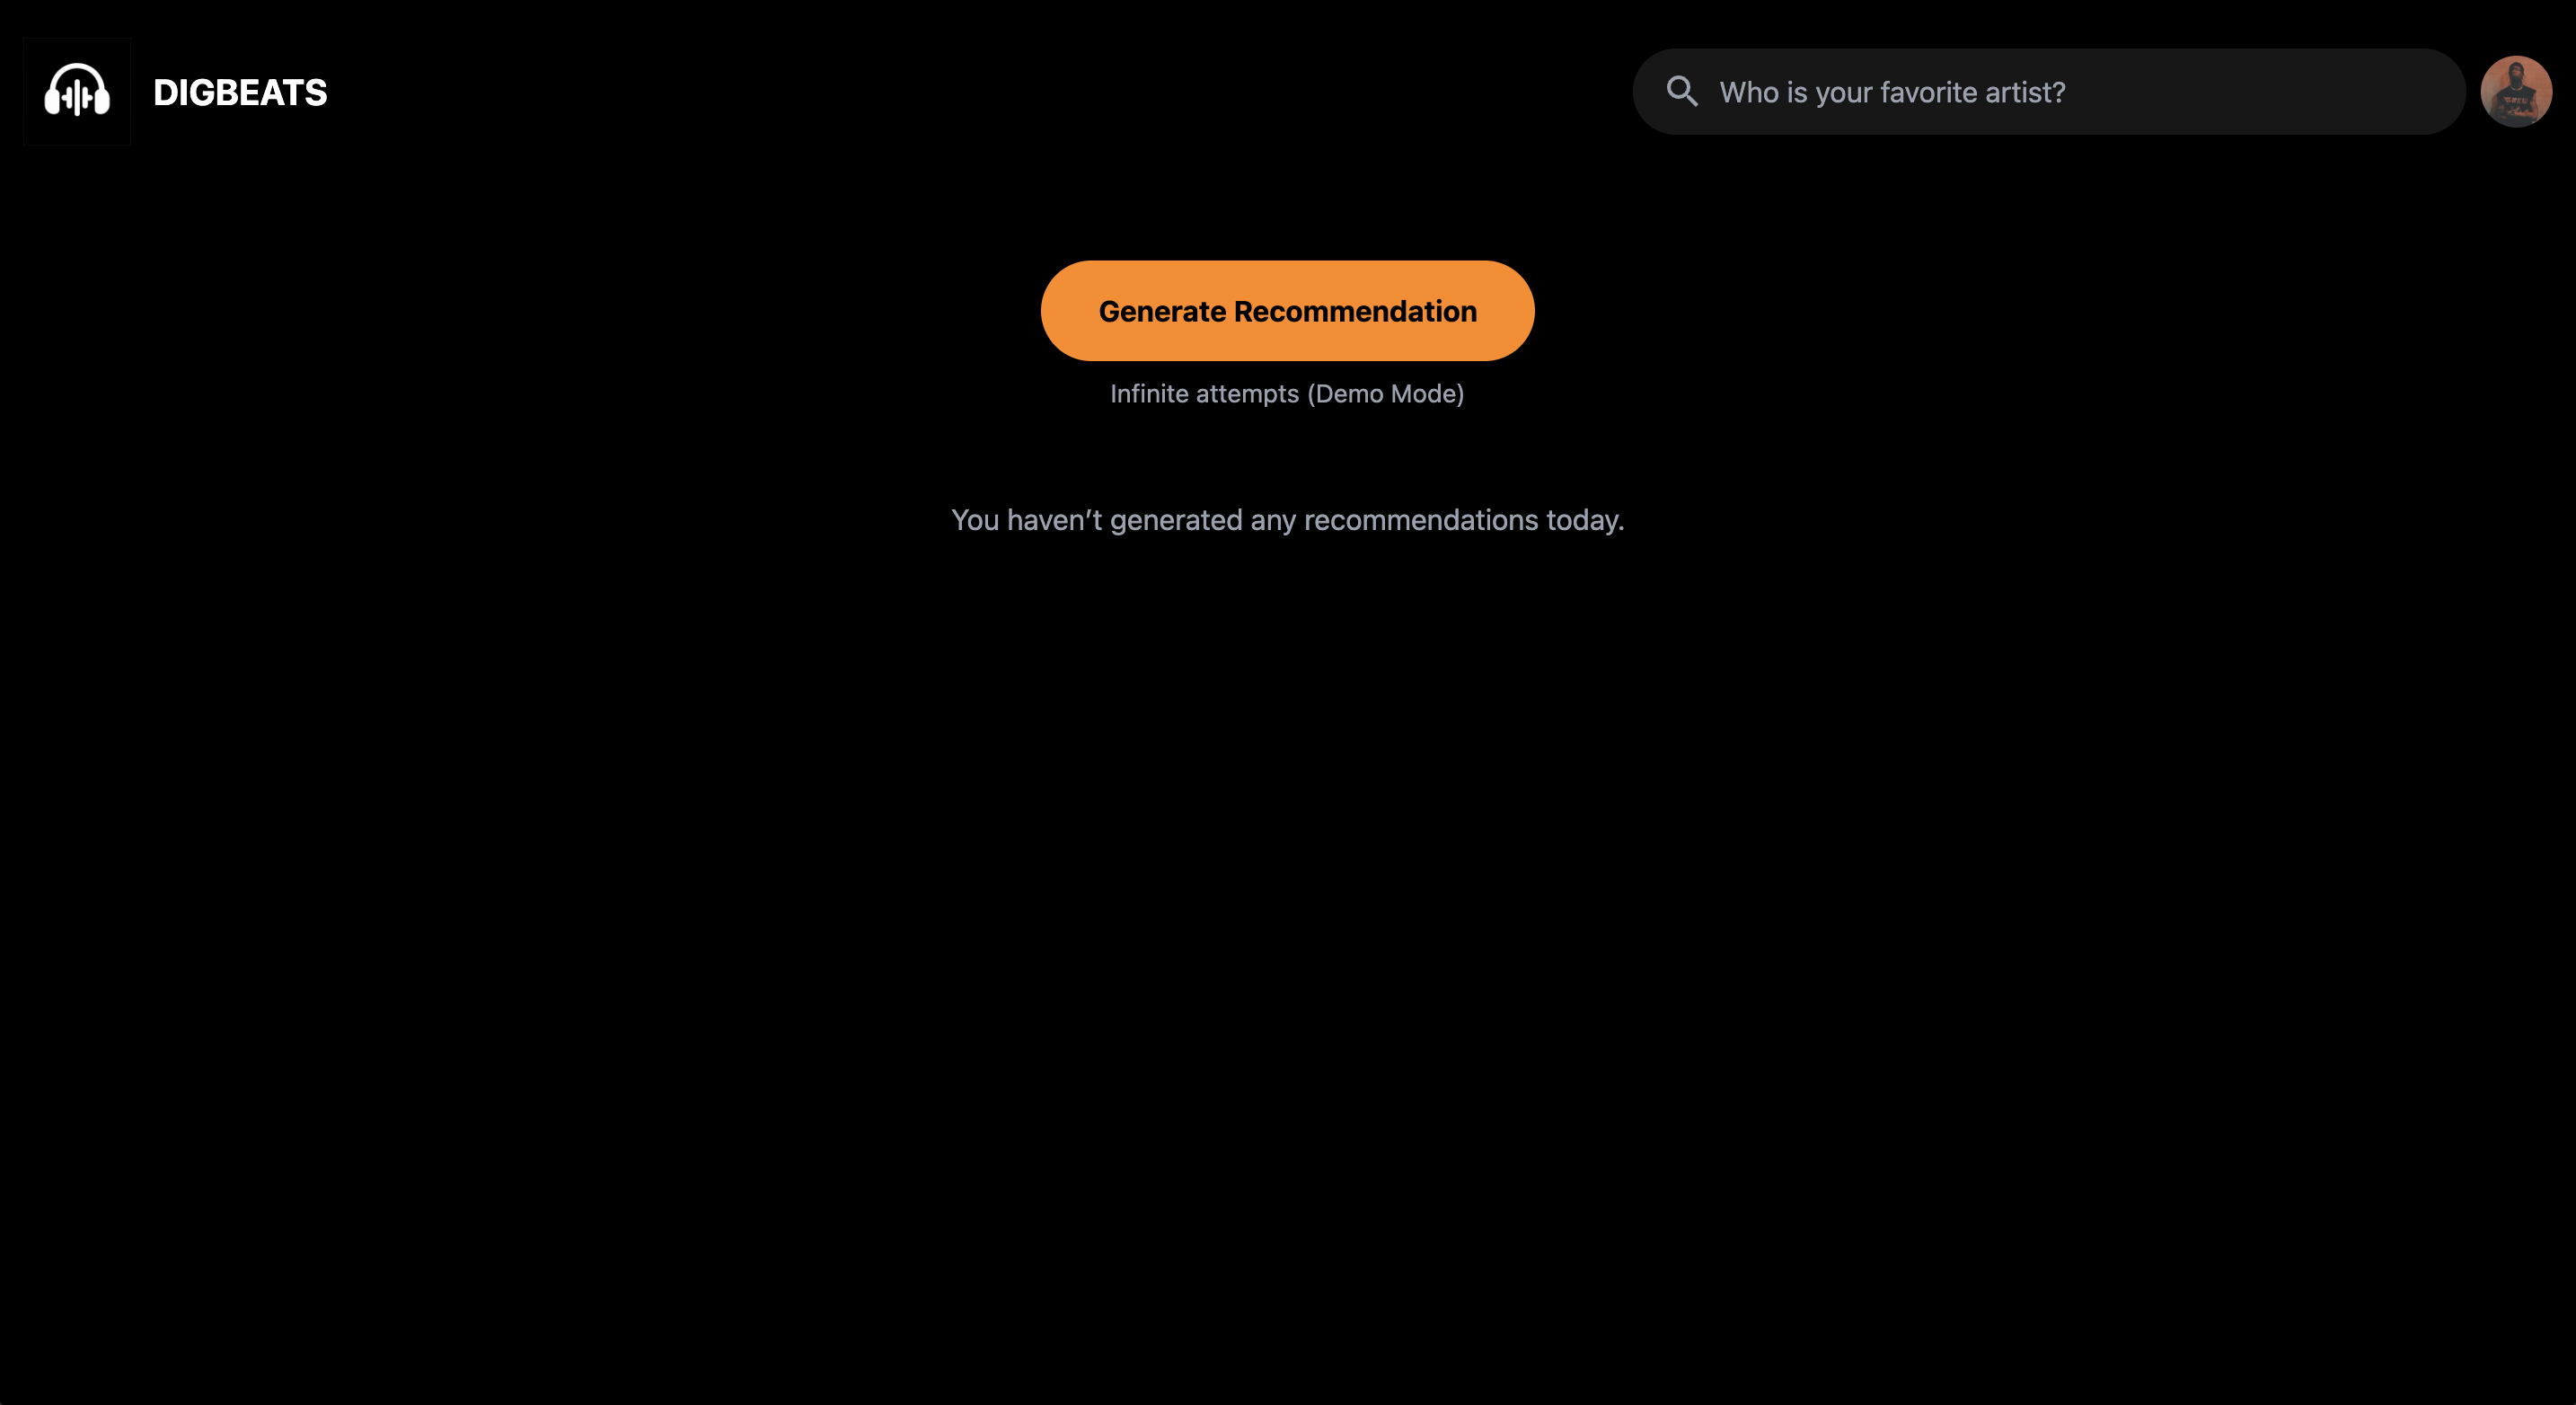 DIGBEATS
Who is your favorite artist?
Generate Recommendation
Infinite attempts (Demo Mode)
You haven’t generated any recommendations today.